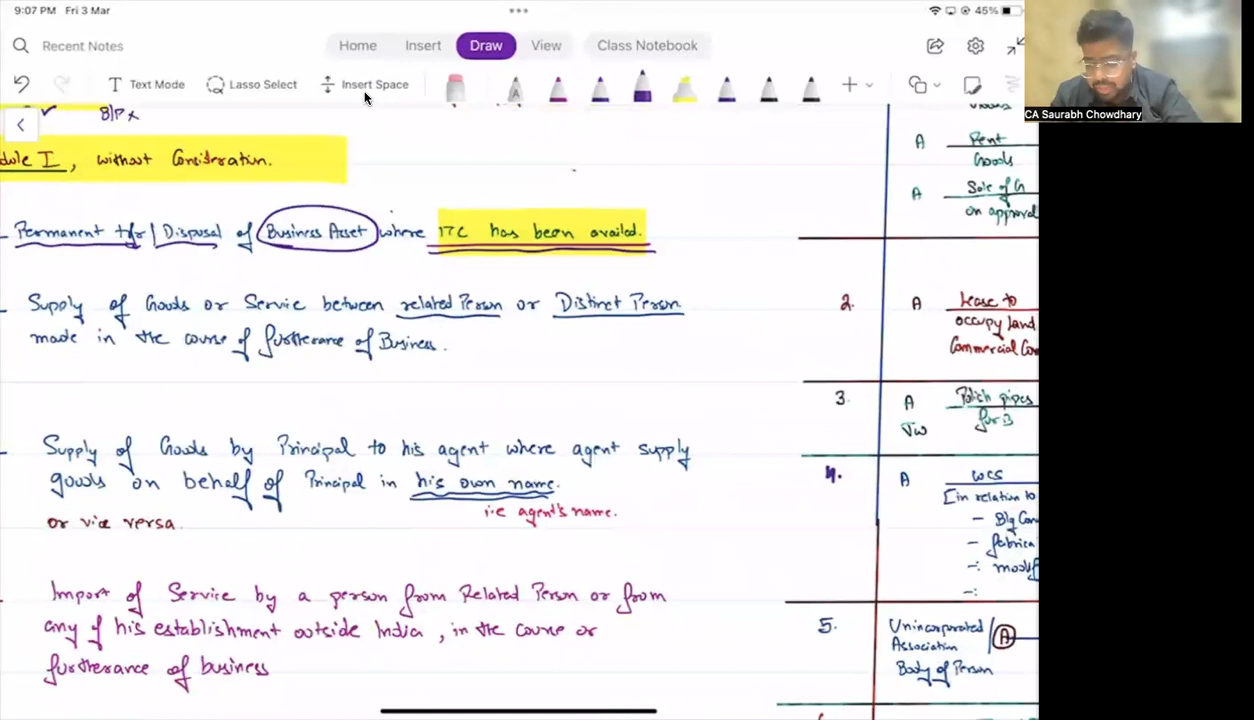 9:07 PM Fri 3 Mar
45%
Recent Notes
Home Insert Draw View Class Notebook
Text Mode Lasso Select Insert Space
CA Saurabh Chowdhary
B/P x
dule I, without Consideration.
Permanent tfr/ Disposal of Business Asset where ITC has been availed.
Supply of Goods or Service between related Person or Distinct Person
made in the course of furtherance of Business.
Supply of Goods by Principal to his agent where agent supply
goods on behalf of Principal in his own name.
or vice versa
i.e agent's name.
Import of Service by a person from Related Person or from
any of his establishment outside India, in the course or
furtherance of business
A Rent
Goods
A Sale of G
on approval
2. A Lease to
occupy land
Commercial Com
3. A Polish pipes
JW for B
4. A WCS
[in relation to
- Blg Con
- fabrica
- modif
5. Unincorporated
Association / A
Body of Person